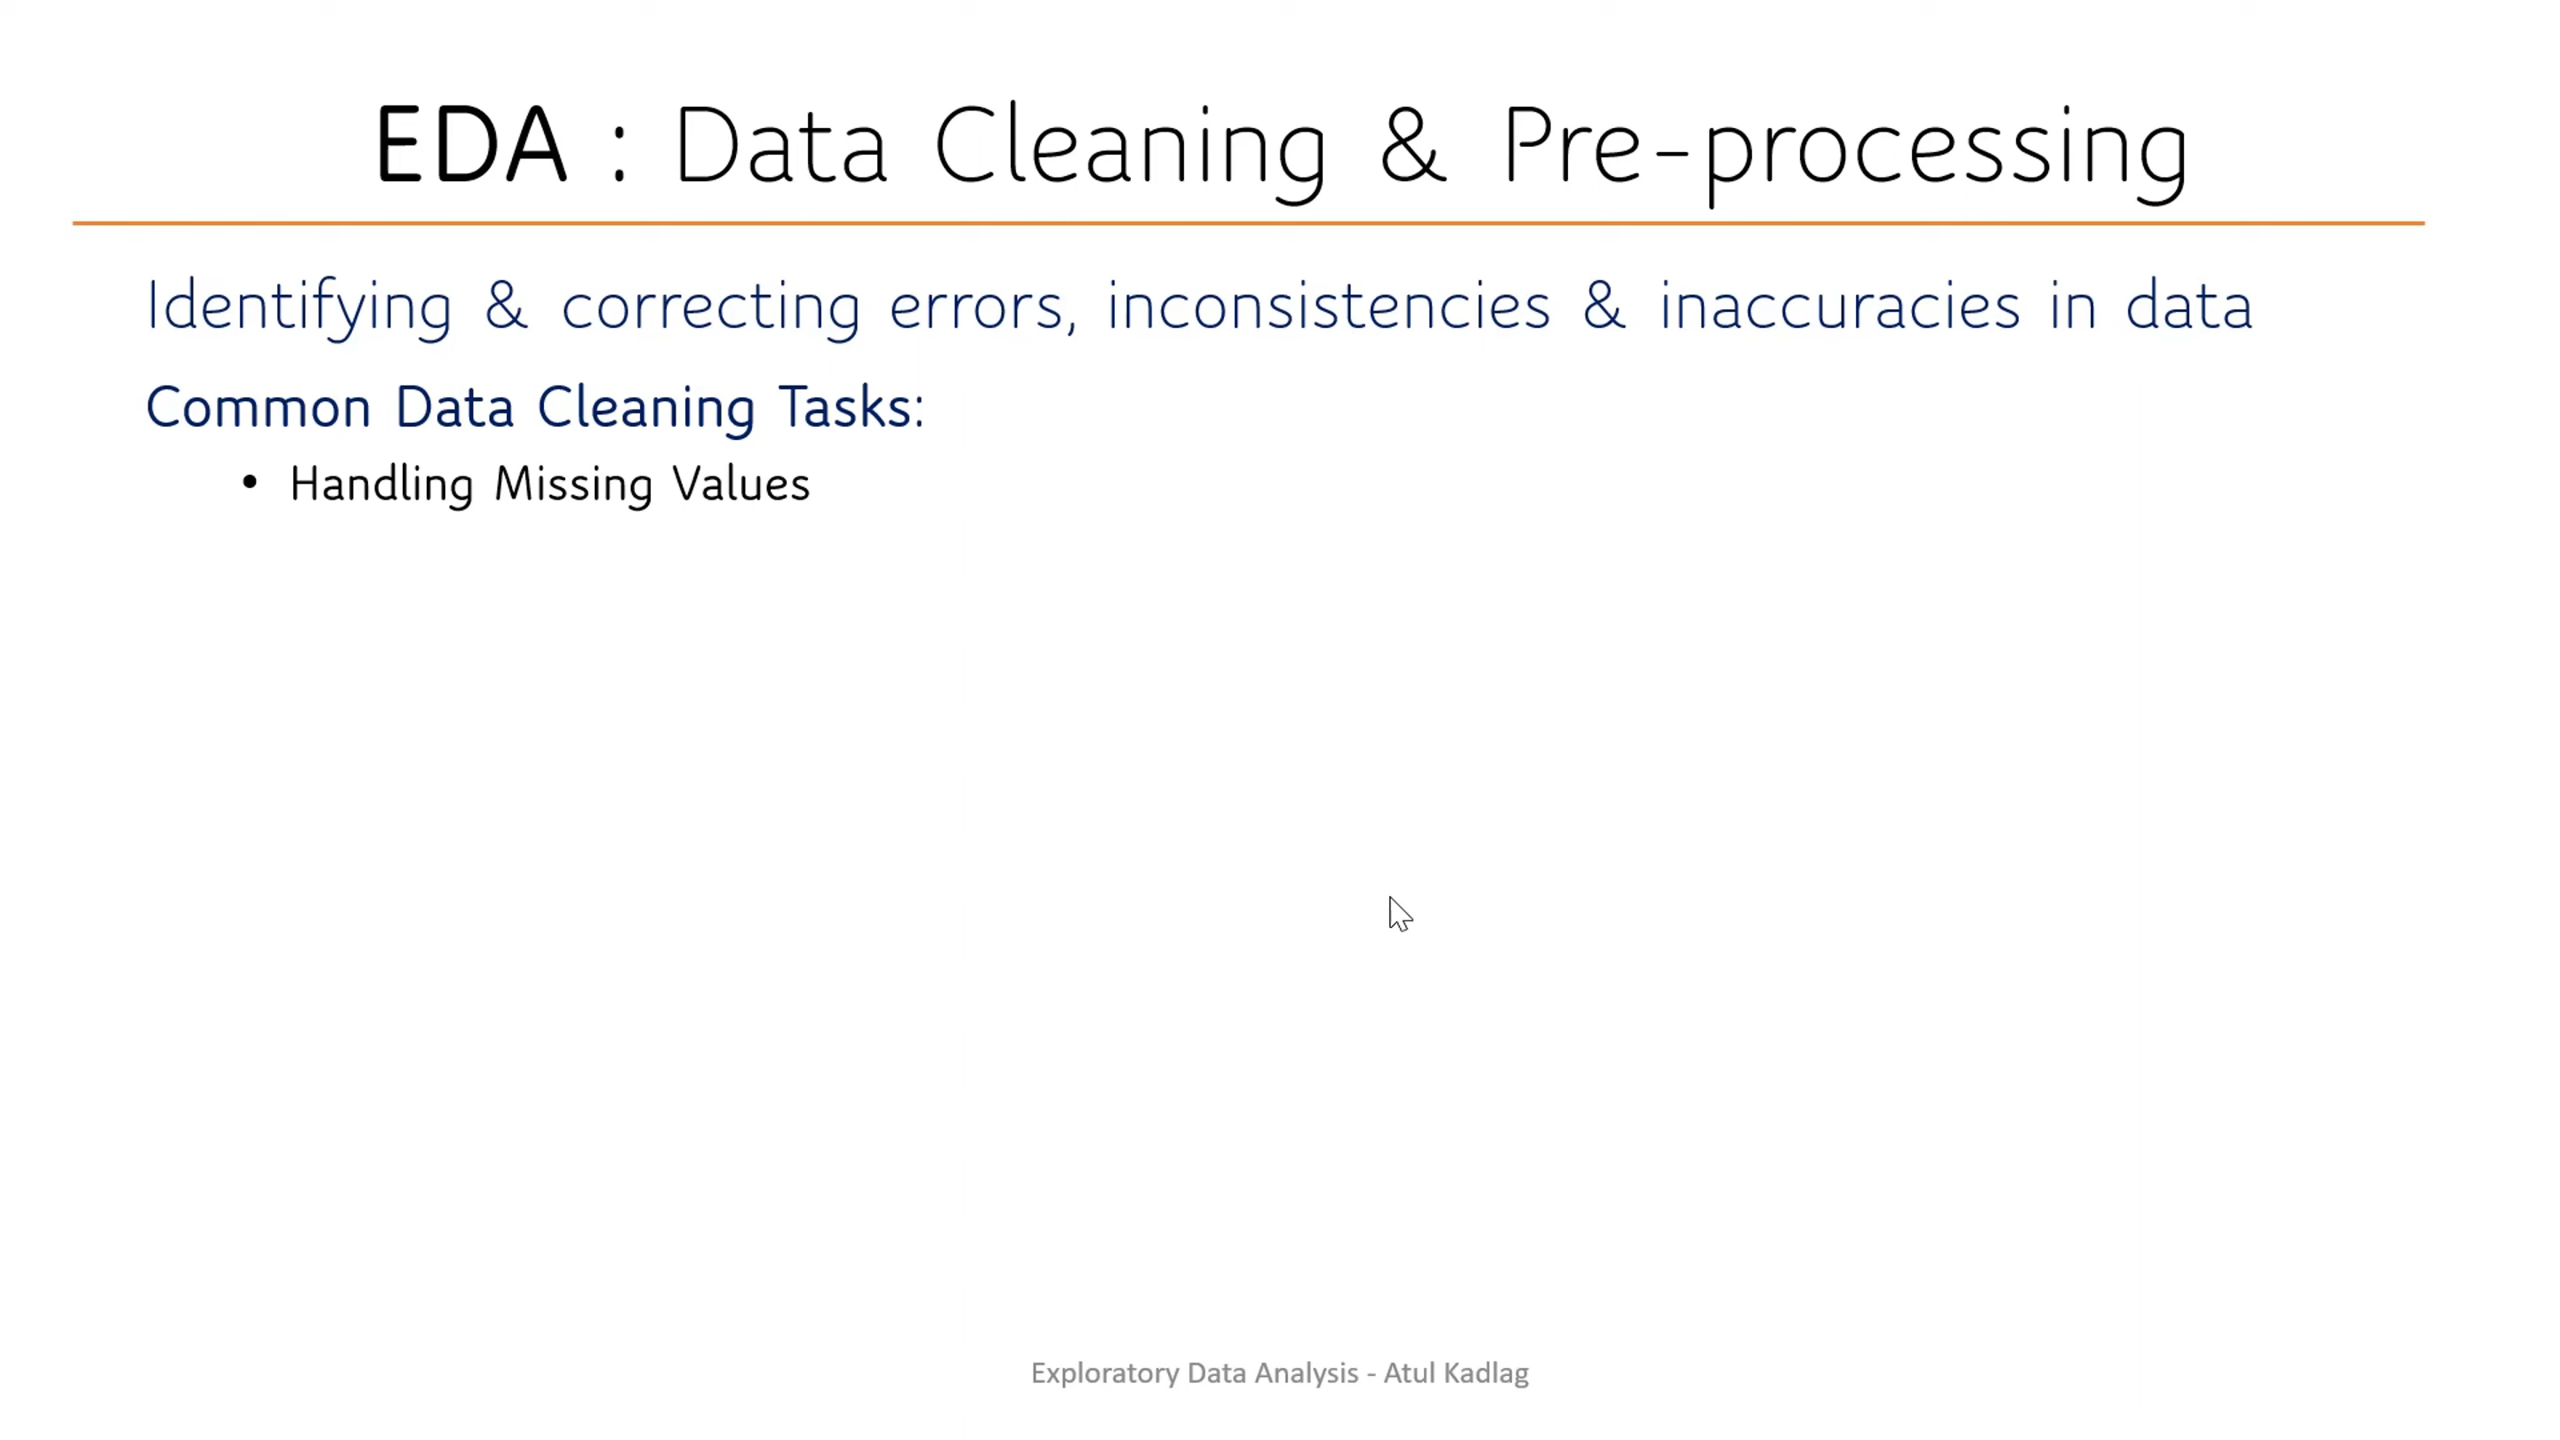 EDA : Data Cleaning & Pre-processing
Identifying & correcting errors, inconsistencies & inaccuracies in data
Common Data Cleaning Tasks:
• Handling Missing Values
Exploratory Data Analysis - Atul Kadlag